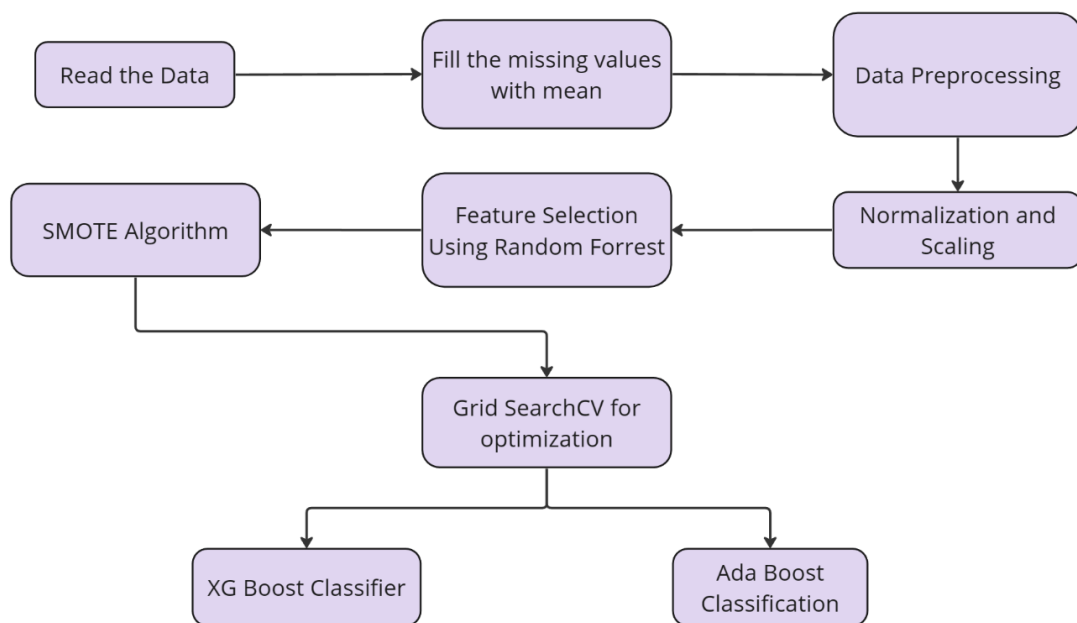 Read the Data
Fill the missing values
with mean
Data Preprocessing
Normalization and
Scaling
Feature Selection
Using Random Forrest
SMOTE Algorithm
Grid SearchCV for
optimization
XG Boost Classifier
Ada Boost
Classification